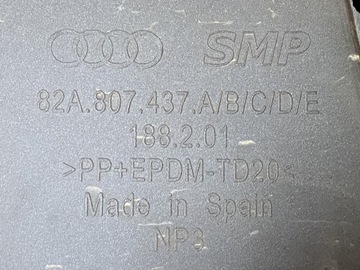 SMP
82A.807.437.A/B/C/D/E
188.2.01
>PP+EPDM-TD20<
Made in Spain
NP3